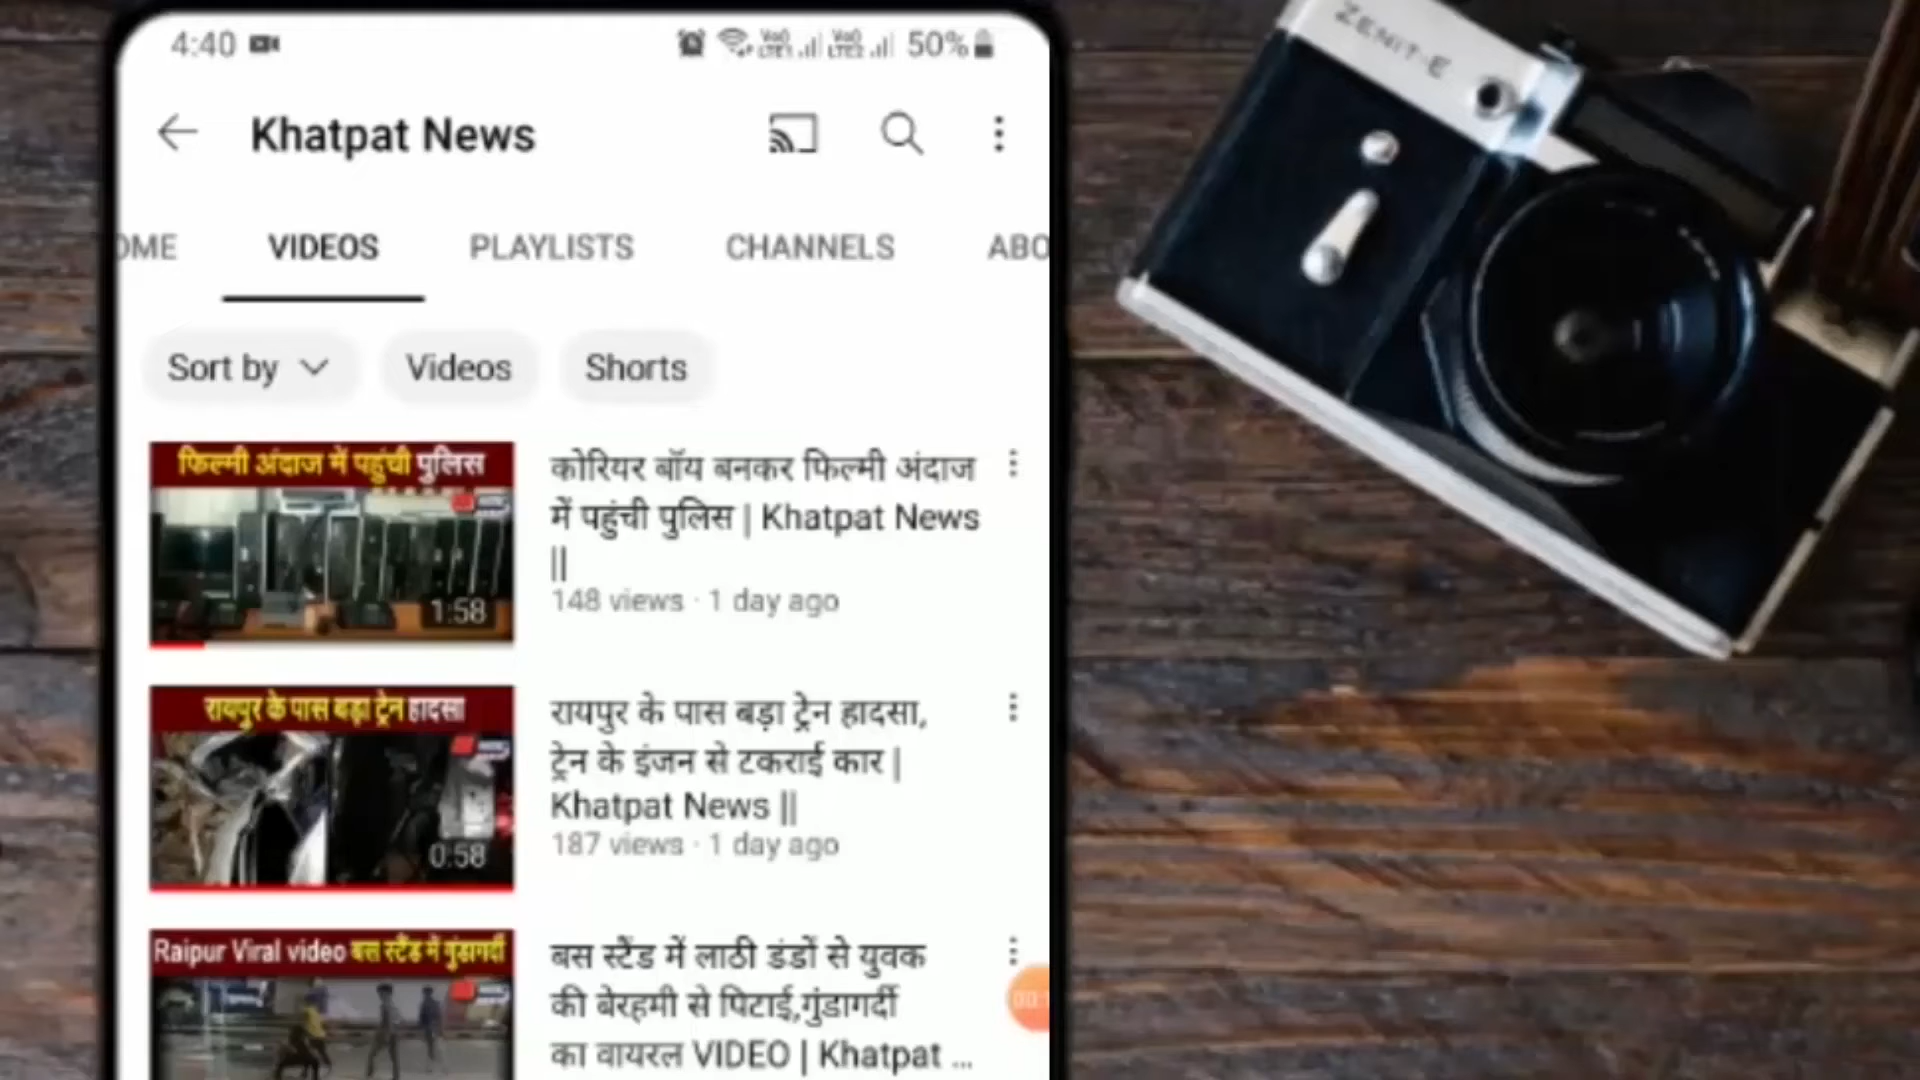 4:40
50%
ZENIT-E
Khatpat News
OME VIDEOS PLAYLISTS CHANNELS ABO
Sort by Videos Shorts
फिल्मी अंदाज में पहुंची पुलिस
1:58
कोरियर बॉय बनकर फिल्मी अंदाज
में पहुंची पुलिस | Khatpat News
||
148 views · 1 day ago
रायपुर के पास बड़ा ट्रेन हादसा
0:58
रायपुर के पास बड़ा ट्रेन हादसा,
ट्रेन के इंजन से टकराई कार |
Khatpat News ||
187 views · 1 day ago
Raipur Viral video बस स्टैंड में गुंडागर्दी
बस स्टैंड में लाठी डंडों से युवक
की बेरहमी से पिटाई,गुंडागर्दी
का वायरल VIDEO | Khatpat ...